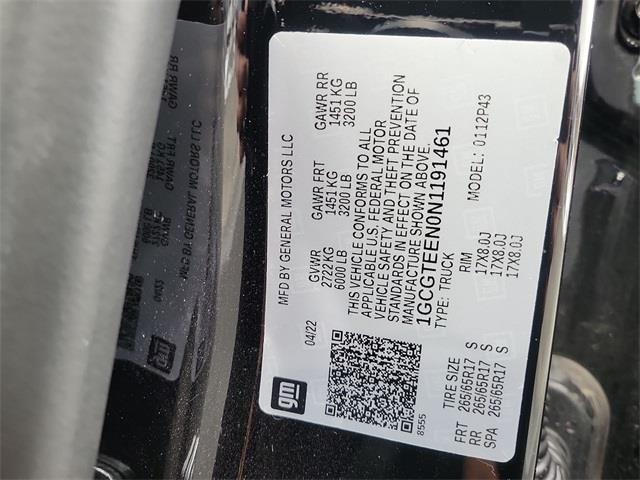 gm
MFD BY GENERAL MOTORS LLC
04/22
GVWR GAWR FRT GAWR RR
2722 KG 1451 KG 1451 KG
6000 LB 3200 LB 3200 LB
THIS VEHICLE CONFORMS TO ALL
APPLICABLE U.S. FEDERAL MOTOR
VEHICLE SAFETY AND THEFT PREVENTION
STANDARDS IN EFFECT ON THE DATE OF
MANUFACTURE SHOWN ABOVE.
1GCGTEEN0N1191461
TYPE: TRUCK MODEL: 0112P43
8555
TIRE SIZE RIM
FRT 265/65R17 S 17X8.0J
RR 265/65R17 S 17X8.0J
SPA 265/65R17 S 17X8.0J